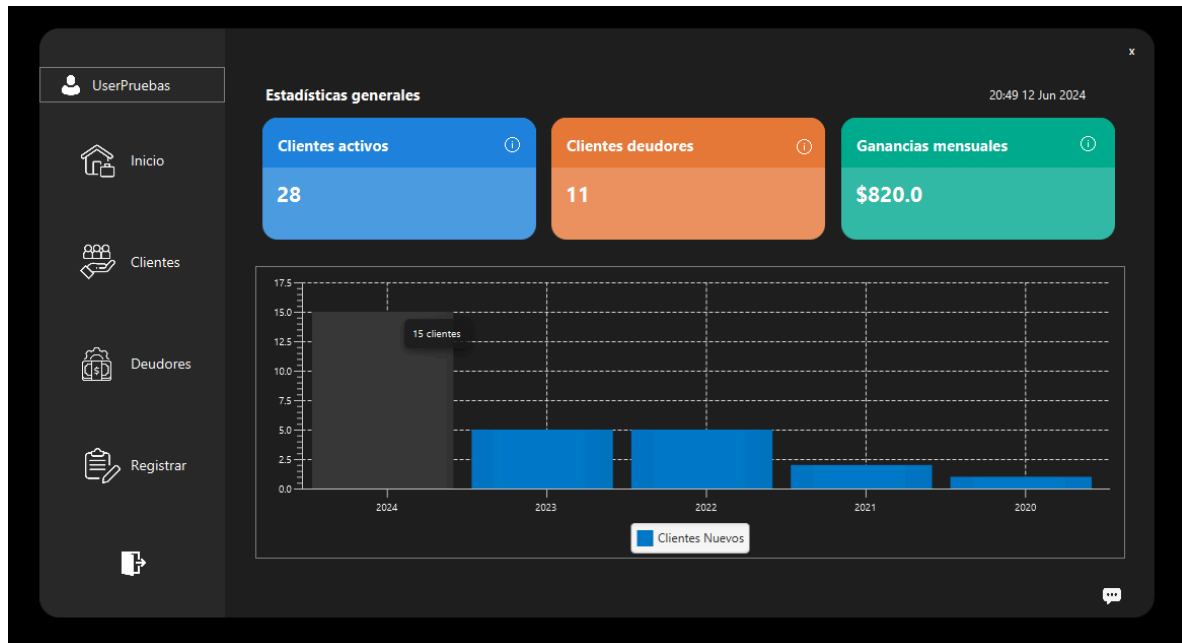 x
UserPruebas
Estadísticas generales
20:49 12 Jun 2024
Clientes activos
28
Clientes deudores
11
Ganancias mensuales
$820.0
Inicio
Clientes
Deudores
Registrar
17.5
15.0
12.5
10.0
7.5
5.0
2.5
0.0
15 clientes
2024 2023 2022 2021 2020
Clientes Nuevos